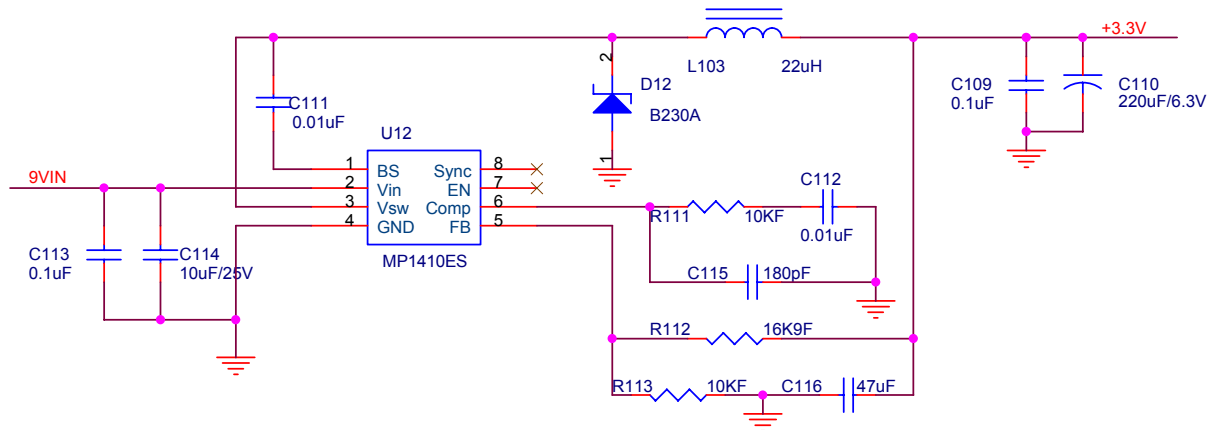 +3.3V
2
L103 22uH
D12
C109
0.1uF
C110
220uF/6.3V
C111
0.01uF
B230A
U12
1
9VIN
1 BS Sync 8
2 Vin EN 7
3 Vsw Comp 6
4 GND FB 5
MP1410ES
C112
R111 10KF
0.01uF
C113
0.1uF
C114
10uF/25V
C115 180pF
R112 16K9F
R113 10KF
C116 47uF